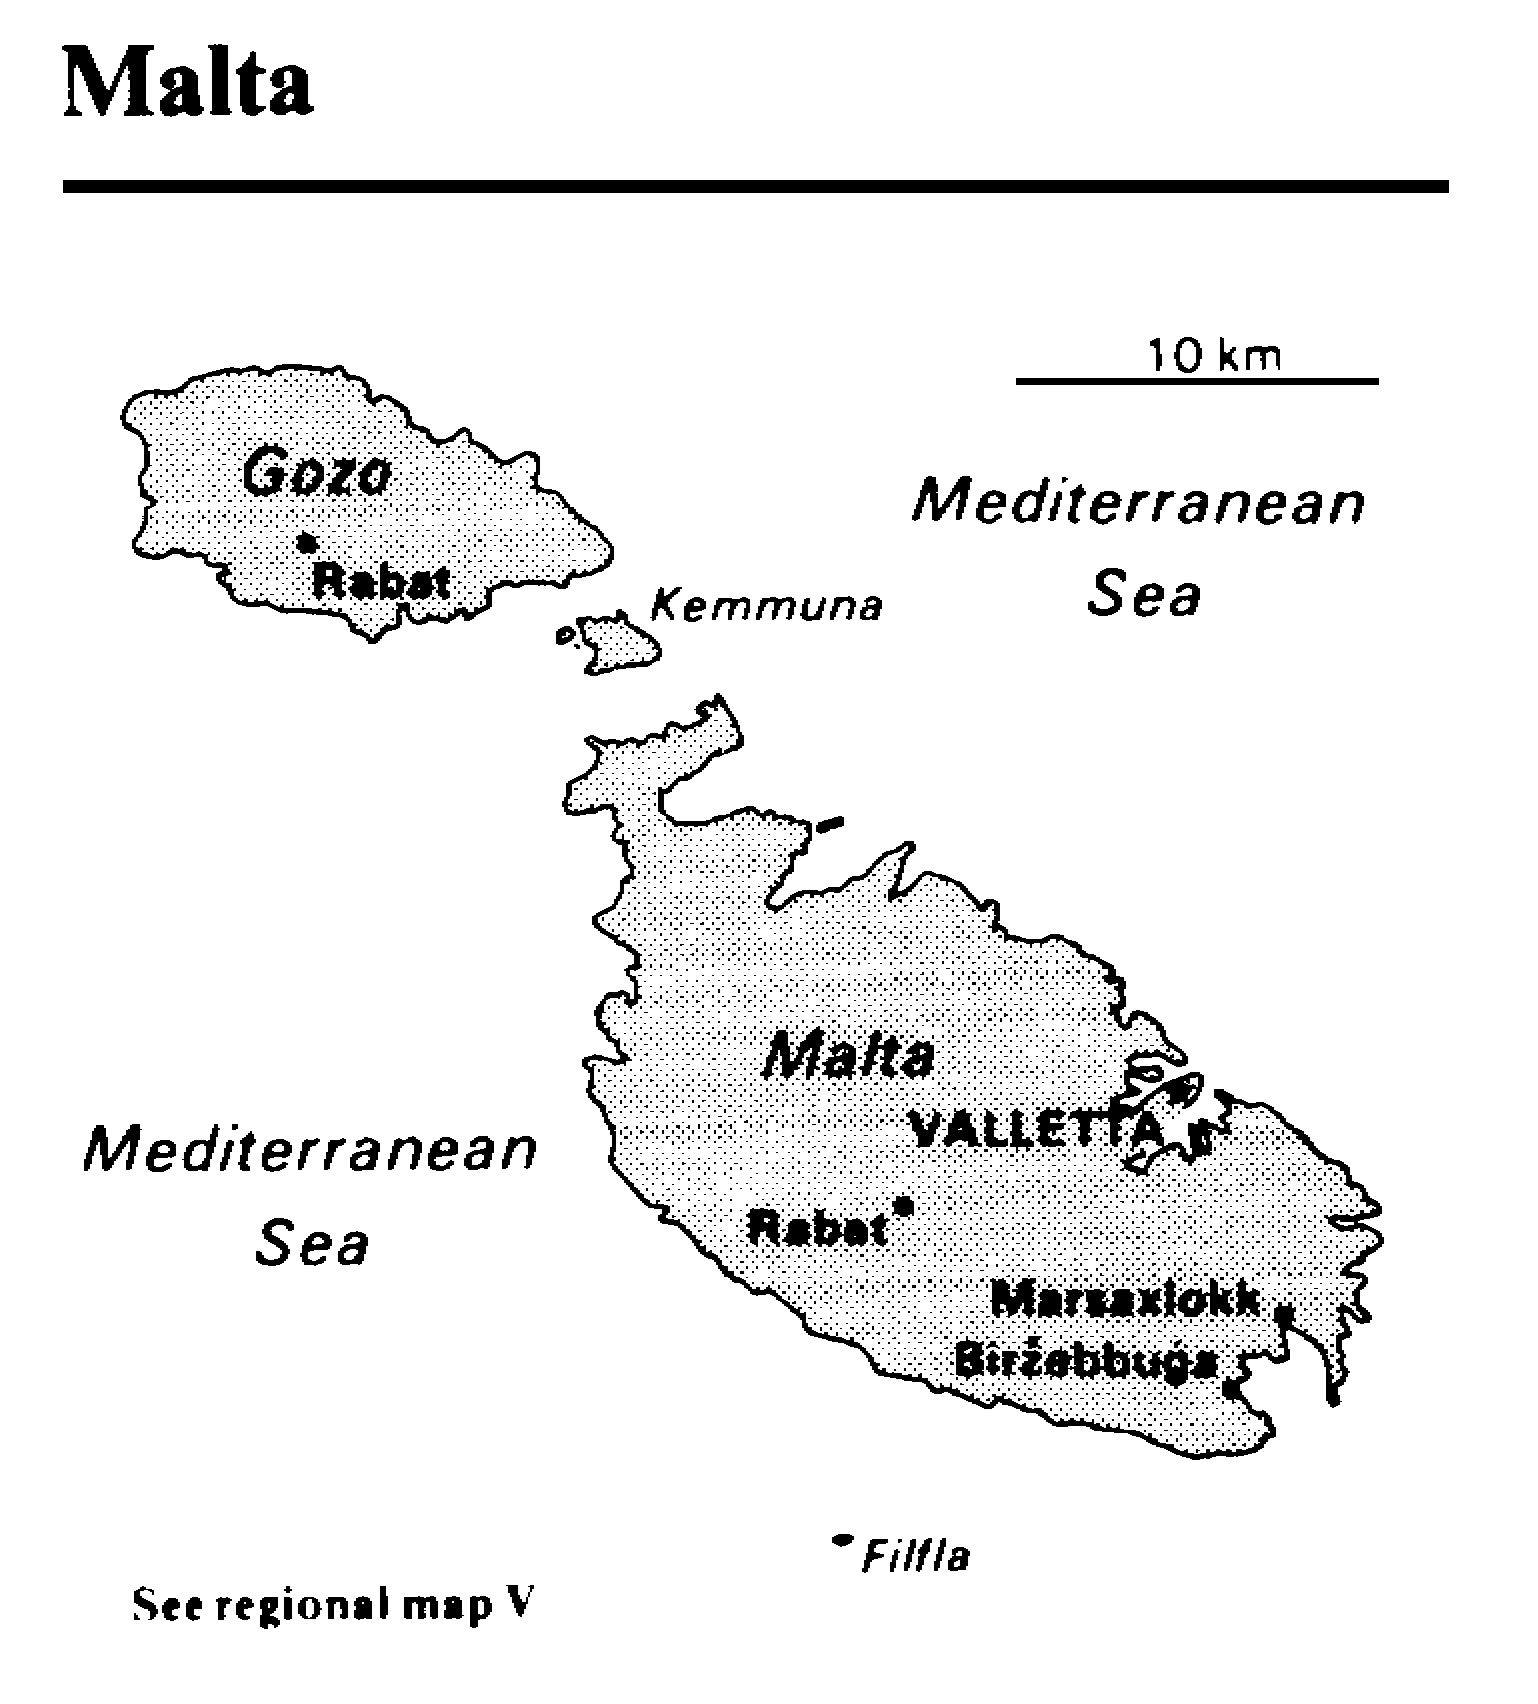 Malta
10 km
Gozo
Mediterranean
Sea
Rabat
Kemmuna
Malta
VALLETTA
Mediterranean
Sea
Rabat
Marsaxlokk
Birżebbuġa
Filfla
See regional map V